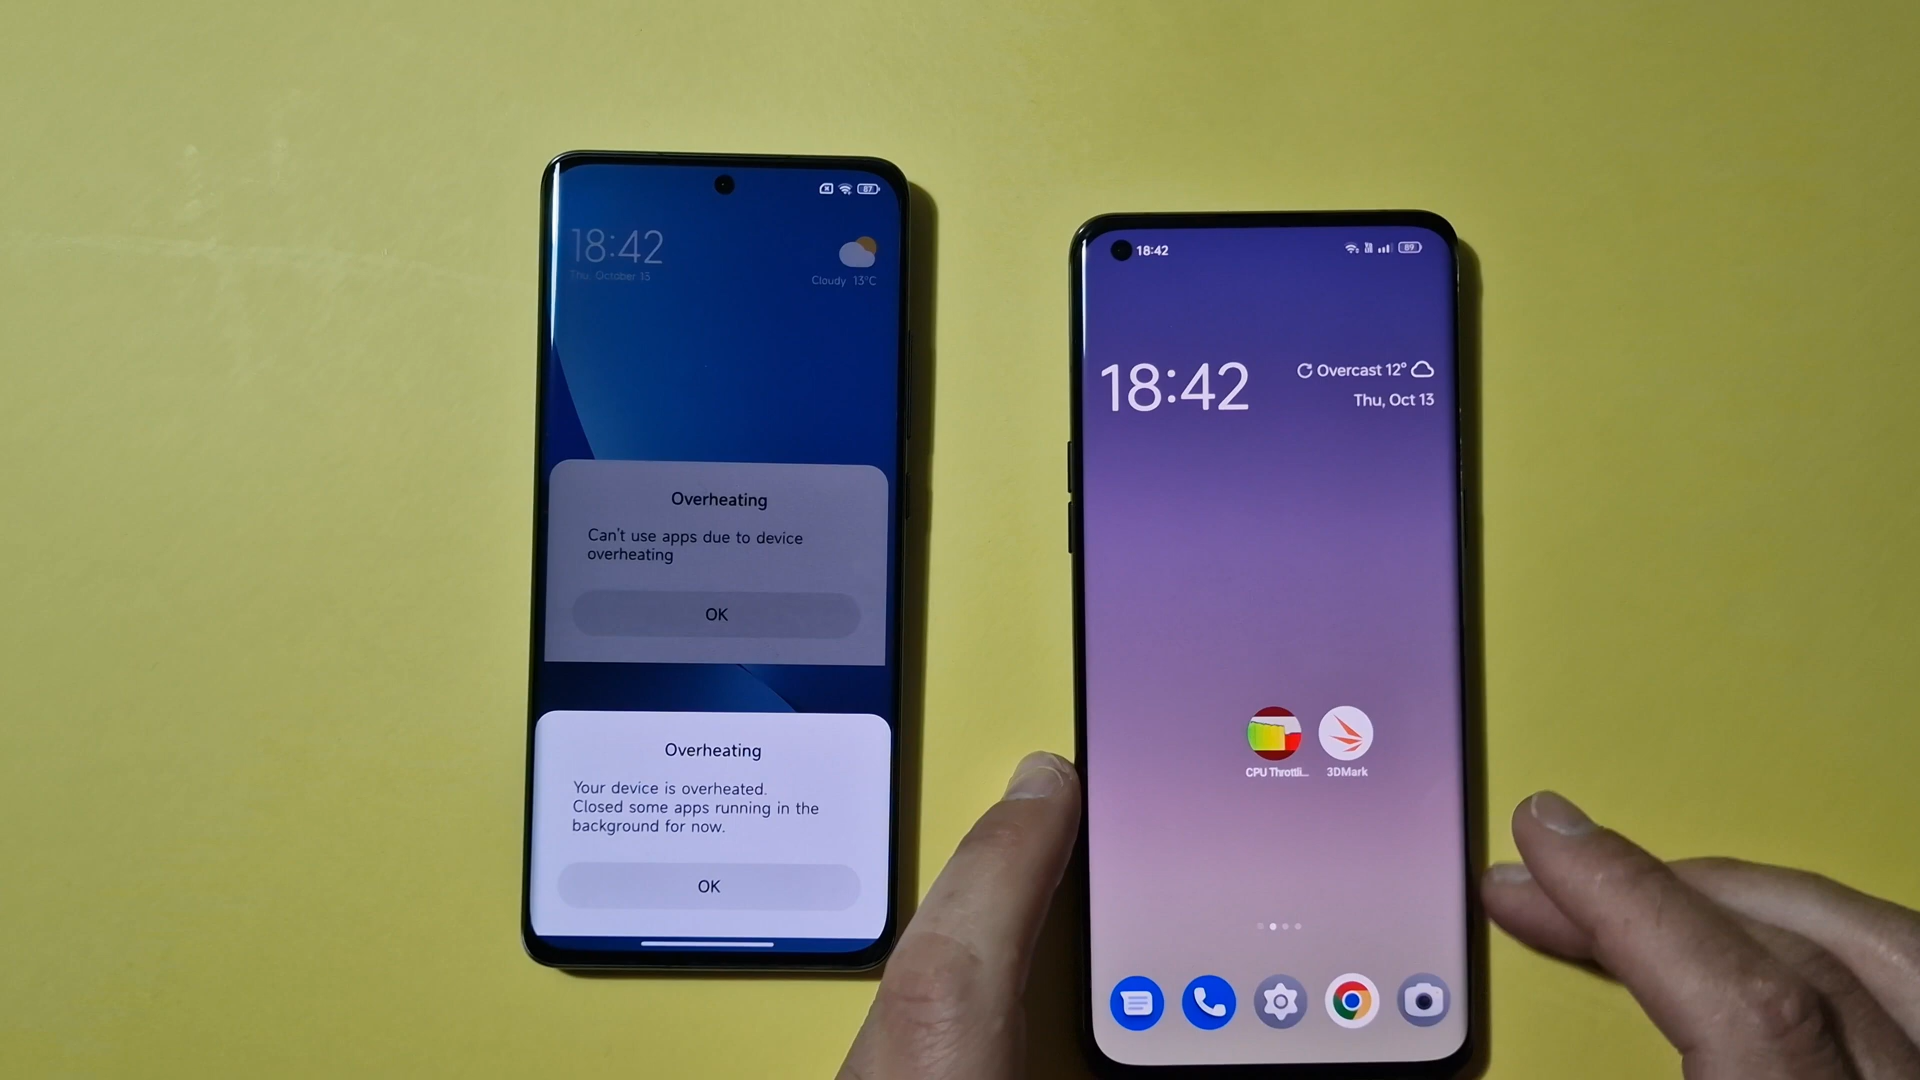 87
18:42
Thu, October 13
Cloudy 13°C
Overheating
Can't use apps due to device
overheating
OK
Overheating
Your device is overheated.
Closed some apps running in the
background for now.
OK
18:42
89
18:42
Overcast 12°
Thu, Oct 13
CPU Throttli...
3DMark